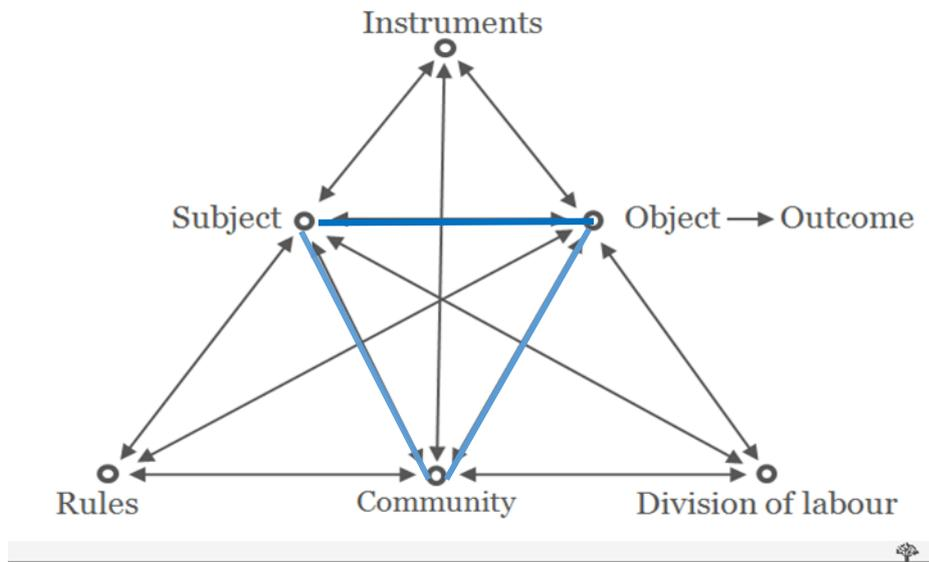 Instruments
Subject
Object
Outcome
Rules
Community
Division of labour